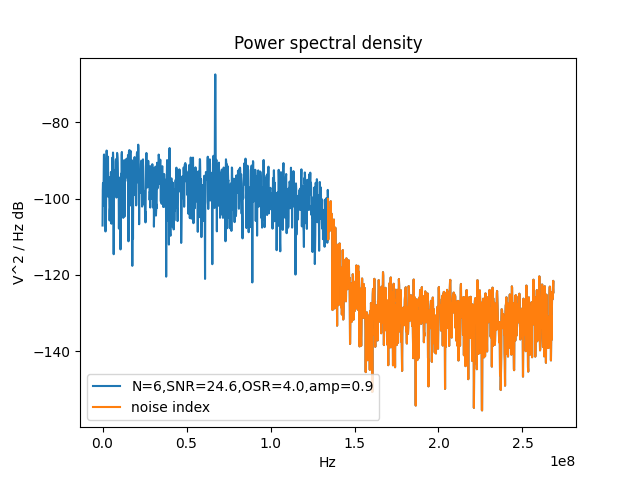 Power spectral density
V^2 / Hz dB
−80
−100
−120
−140
N=6,SNR=24.6,OSR=4.0,amp=0.9
noise index
0.0 0.5 1.0 1.5 2.0 2.5
1e8
Hz